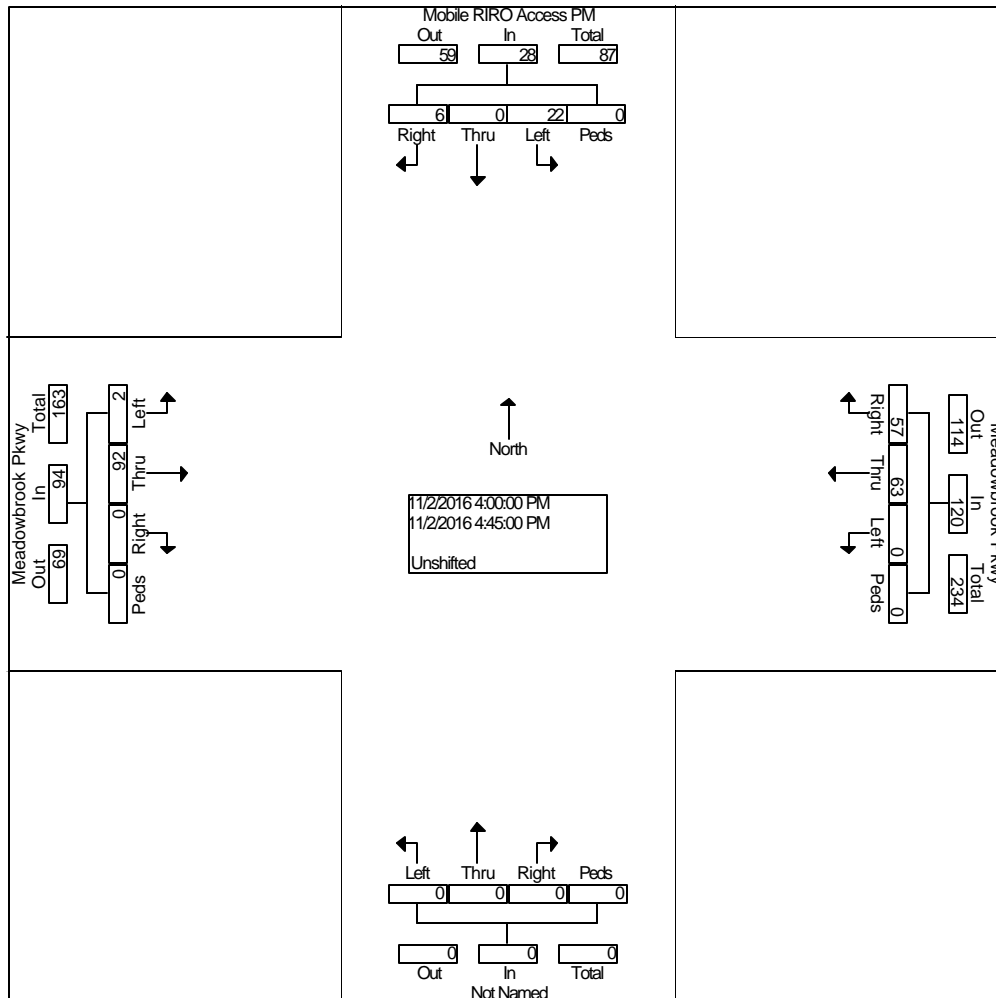 Mobile RIRO Access PM
Out In Total
59 28 87
6 0 22 0
Right Thru Left Peds
Meadowbrook Pkwy
Total In Out
163 94 69
2 92 0 0
Left Thru Right Peds
North
11/2/2016 4:00:00 PM
11/2/2016 4:45:00 PM
Unshifted
Right Thru Left Peds
57 63 0 0
114 120 234
Out In Total
Meadowbrook Pkwy
Left Thru Right Peds
0 0 0 0
0 0 0
Out In Total
Not Named